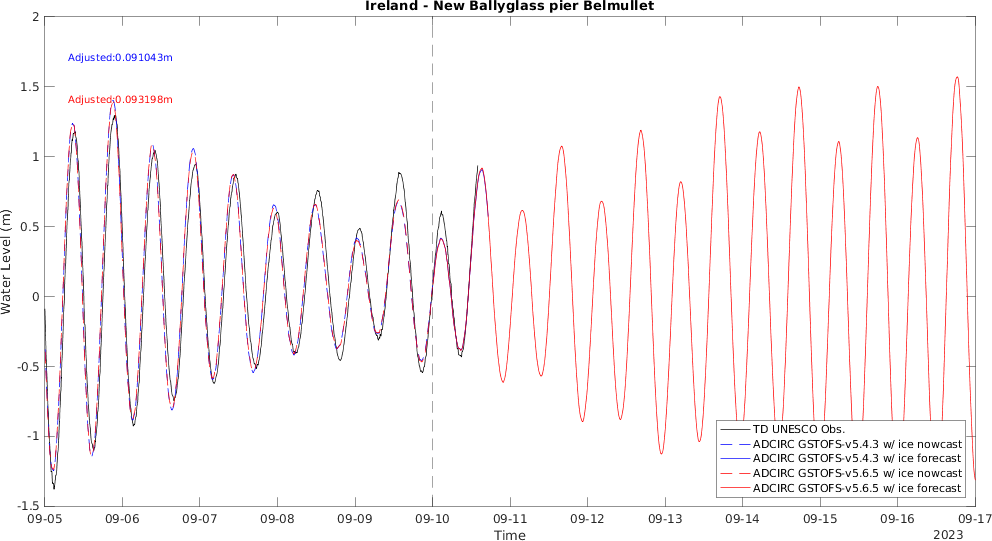 Ireland - New Ballyglass pier Belmullet
2
1.5
1
0.5
0
-0.5
-1
-1.5
Water Level (m)
Adjusted:0.091043m
Adjusted:0.093198m
TD UNESCO Obs.
ADCIRC GSTOFS-v5.4.3 w/ ice nowcast
ADCIRC GSTOFS-v5.4.3 w/ ice forecast
ADCIRC GSTOFS-v5.6.5 w/ ice nowcast
ADCIRC GSTOFS-v5.6.5 w/ ice forecast
09-05 09-06 09-07 09-08 09-09 09-10 09-11 09-12 09-13 09-14 09-15 09-16 09-17
Time
2023